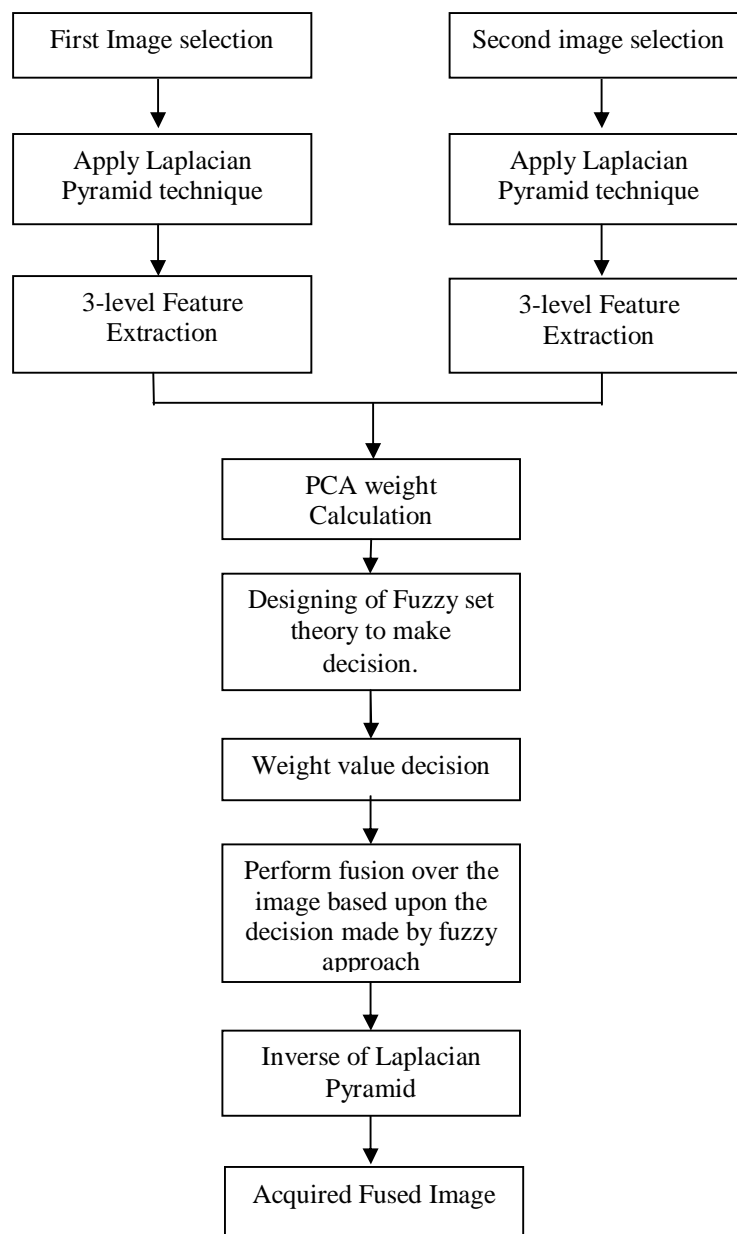 First Image selection
Second image selection
Apply Laplacian
Pyramid technique
Apply Laplacian
Pyramid technique
3-level Feature
Extraction
3-level Feature
Extraction
PCA weight
Calculation
Designing of Fuzzy set
theory to make
decision.
Weight value decision
Perform fusion over the
image based upon the
decision made by fuzzy
approach
Inverse of Laplacian
Pyramid
Acquired Fused Image